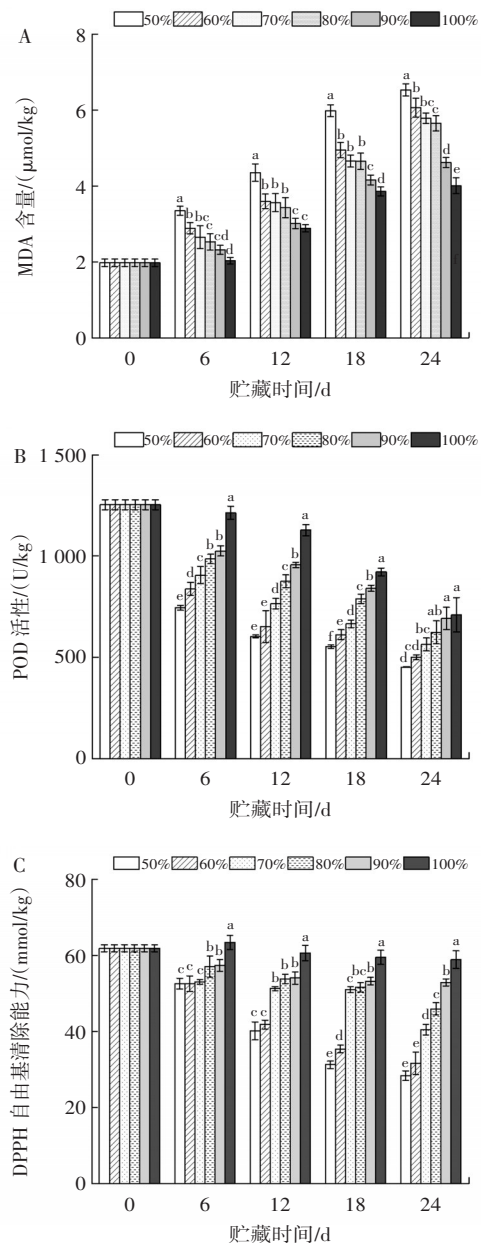 A
50% 60% 70% 80% 90% 100%
MDA 含量/(μmol/kg)
8
6
4
2
0
a b bc c cd d
a b b b c c
a b b b c d
a b bc c d e
0 6 12 18 24
贮藏时间/d
B
50% 60% 70% 80% 90% 100%
POD 活性/(U/kg)
1 500
1 000
500
0
e d c b b a
e e d c b a
f e d c b a
d cd bc ab a a
0 6 12 18 24
贮藏时间/d
C
50% 60% 70% 80% 90% 100%
DPPH 自由基清除能力/(mmol/kg)
80
60
40
20
0
c c c b b a
c c b b b a
e d c bc b a
e e d c b a
0 6 12 18 24
贮藏时间/d